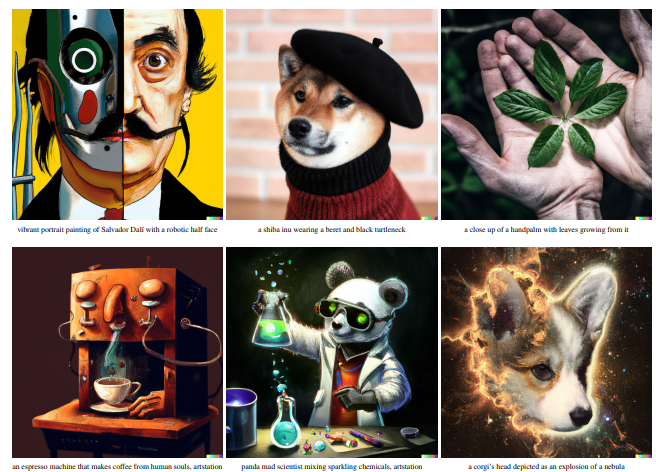 vibrant portrait painting of Salvador Dalí with a robotic half face
a shiba inu wearing a beret and black turtleneck
a close up of a handpalm with leaves growing from it
an espresso machine that makes coffee from human souls, artstation
panda mad scientist mixing sparkling chemicals, artstation
a corgi's head depicted as an explosion of a nebula